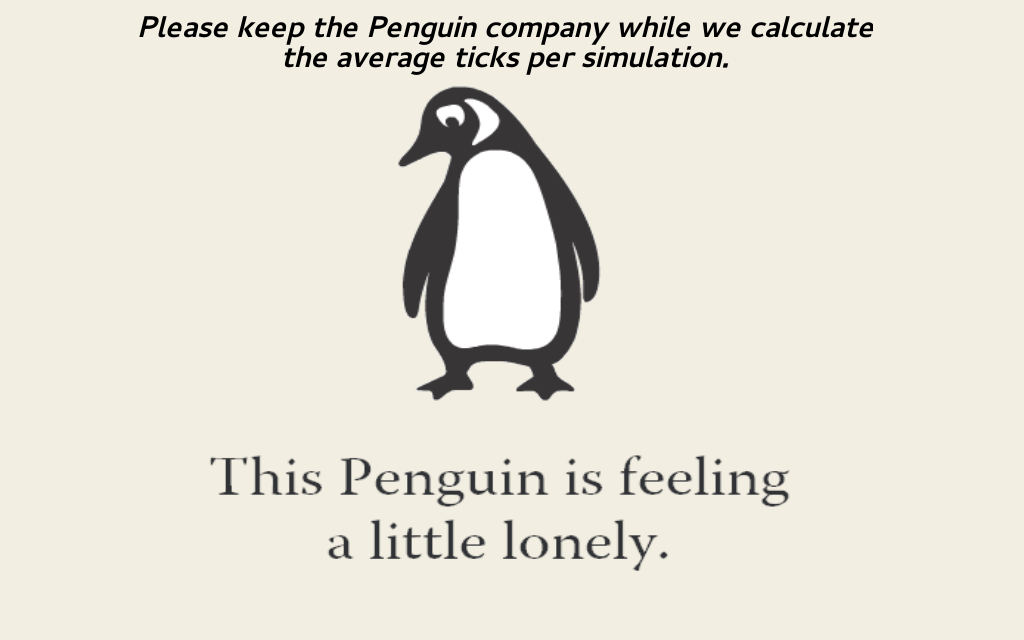 Please keep the Penguin company while we calculate
the average ticks per simulation.
This Penguin is feeling
a little lonely.